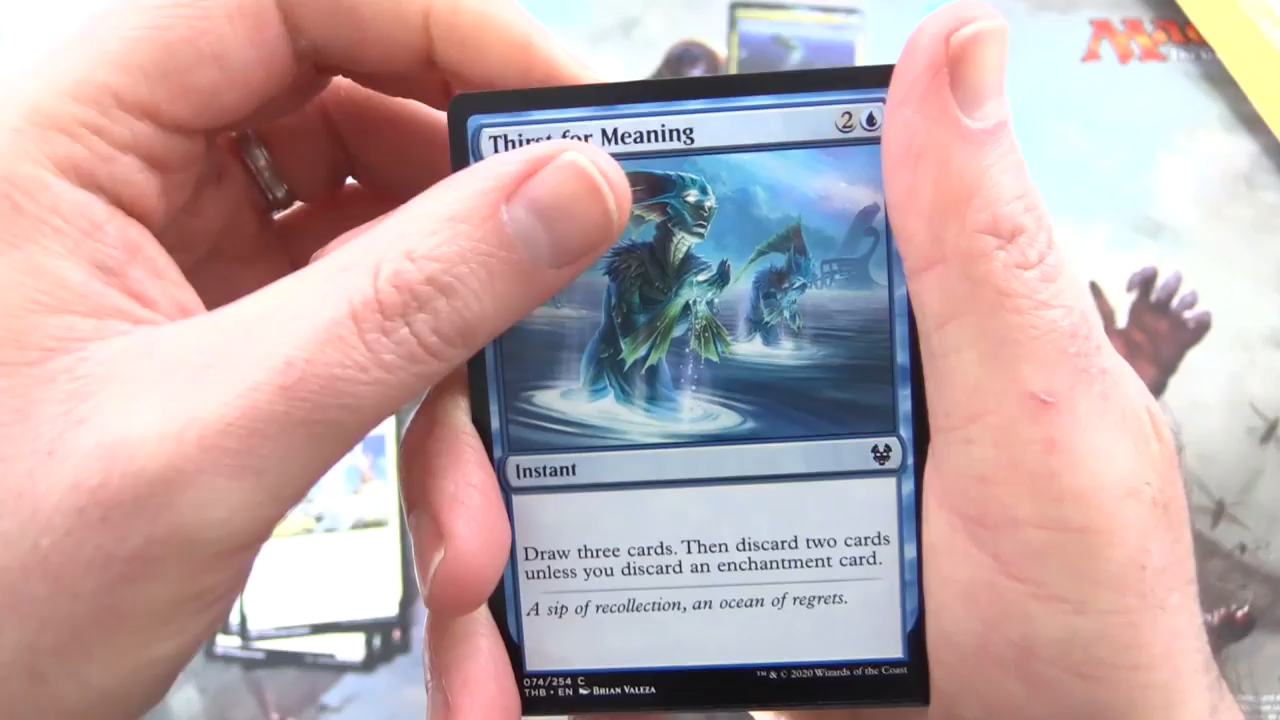 Thirst for Meaning 2
Instant
Draw three cards. Then discard two cards
unless you discard an enchantment card.
A sip of recollection, an ocean of regrets.
074/254 C
THB • EN BRIAN VALEZA
™ & © 2020 Wizards of the Coast